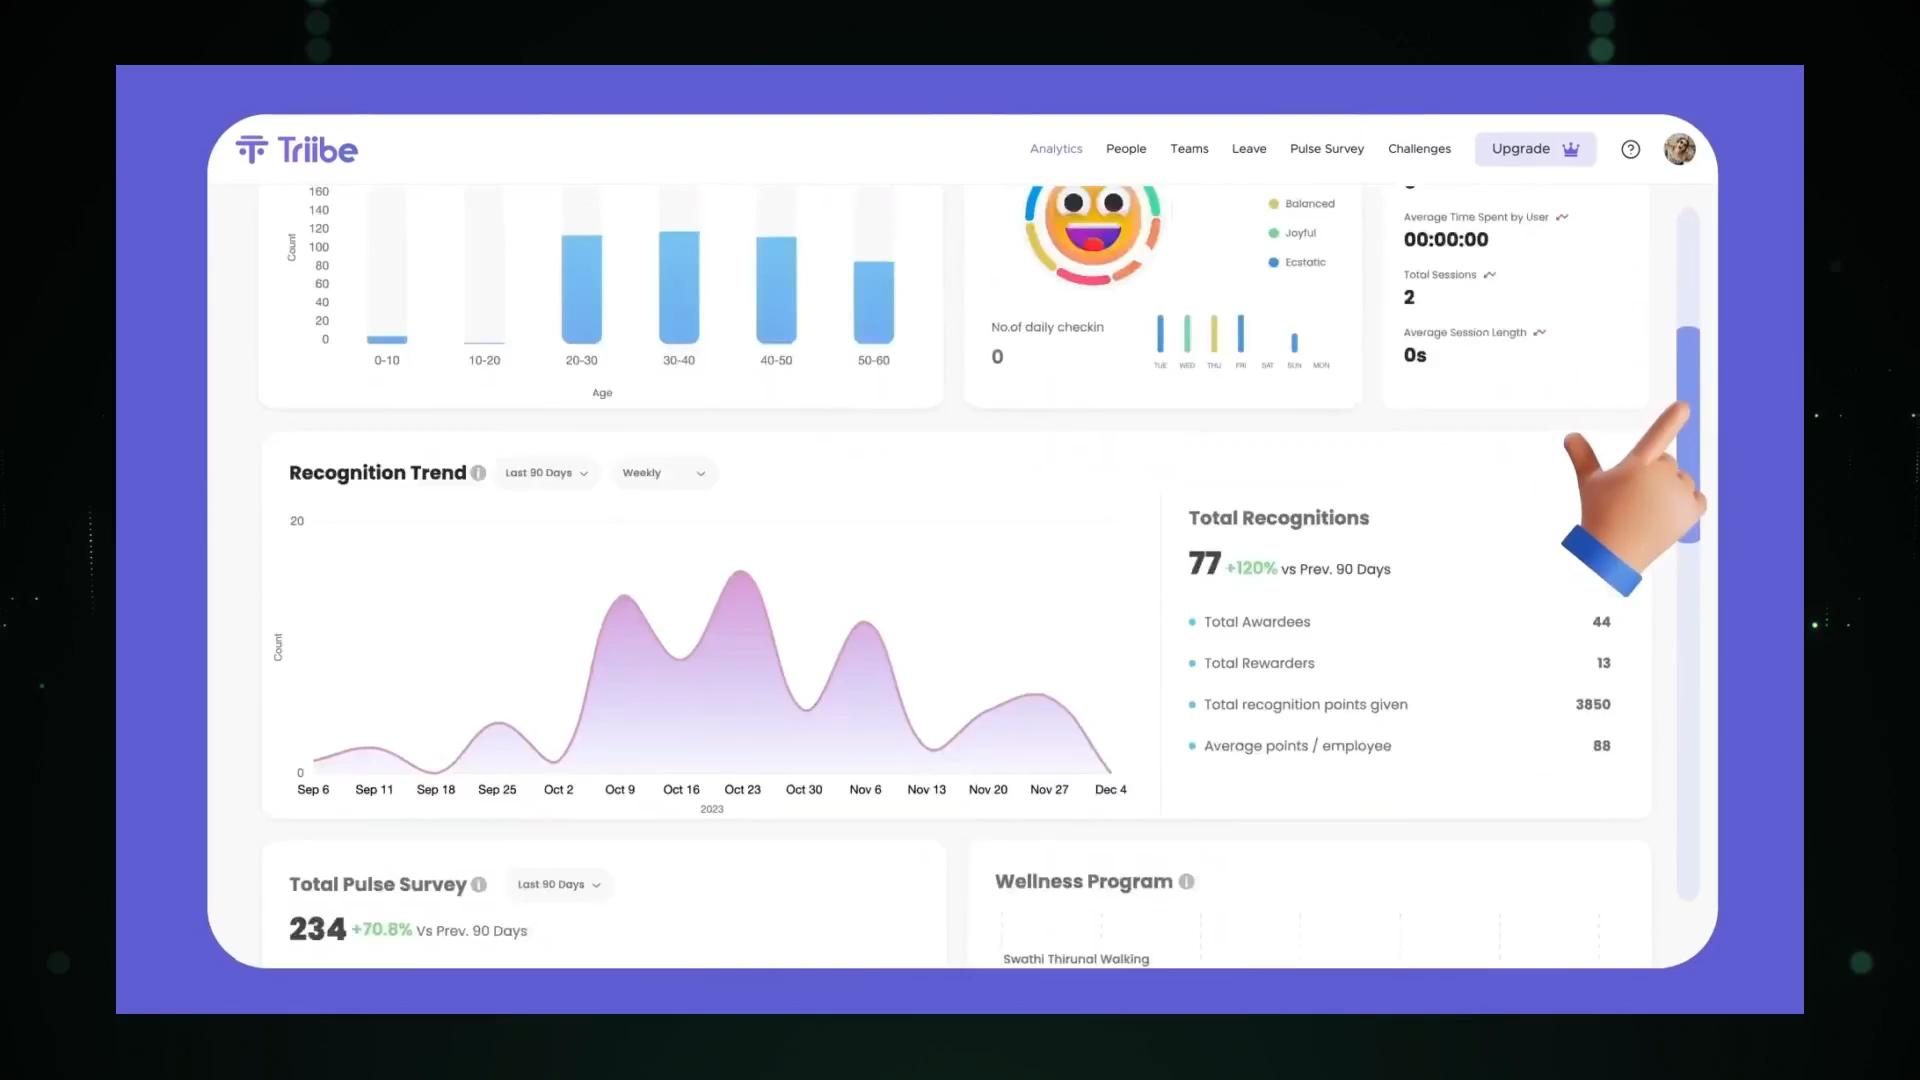 Triibe
Analytics People Teams Leave Pulse Survey Challenges Upgrade
160
140
120
100
80
60
40
20
0
Count
0-10 10-20 20-30 30-40 40-50 50-60
Age
Balanced
Joyful
Ecstatic
No.of daily checkin
0
TUE WED THU FRI SAT SUN MON
Average Time Spent by User
00:00:00
Total Sessions
2
Average Session Length
0s
Recognition Trend Last 90 Days Weekly
20
Count
0
Sep 6 Sep 11 Sep 18 Sep 25 Oct 2 Oct 9 Oct 16 Oct 23 Oct 30 Nov 6 Nov 13 Nov 20 Nov 27 Dec 4
2023
Total Recognitions
77 +120% vs Prev. 90 Days
Total Awardees 44
Total Rewarders 13
Total recognition points given 3850
Average points / employee 88
Total Pulse Survey Last 90 Days
234 +70.8% Vs Prev. 90 Days
Wellness Program
Swathi Thirunal Walking